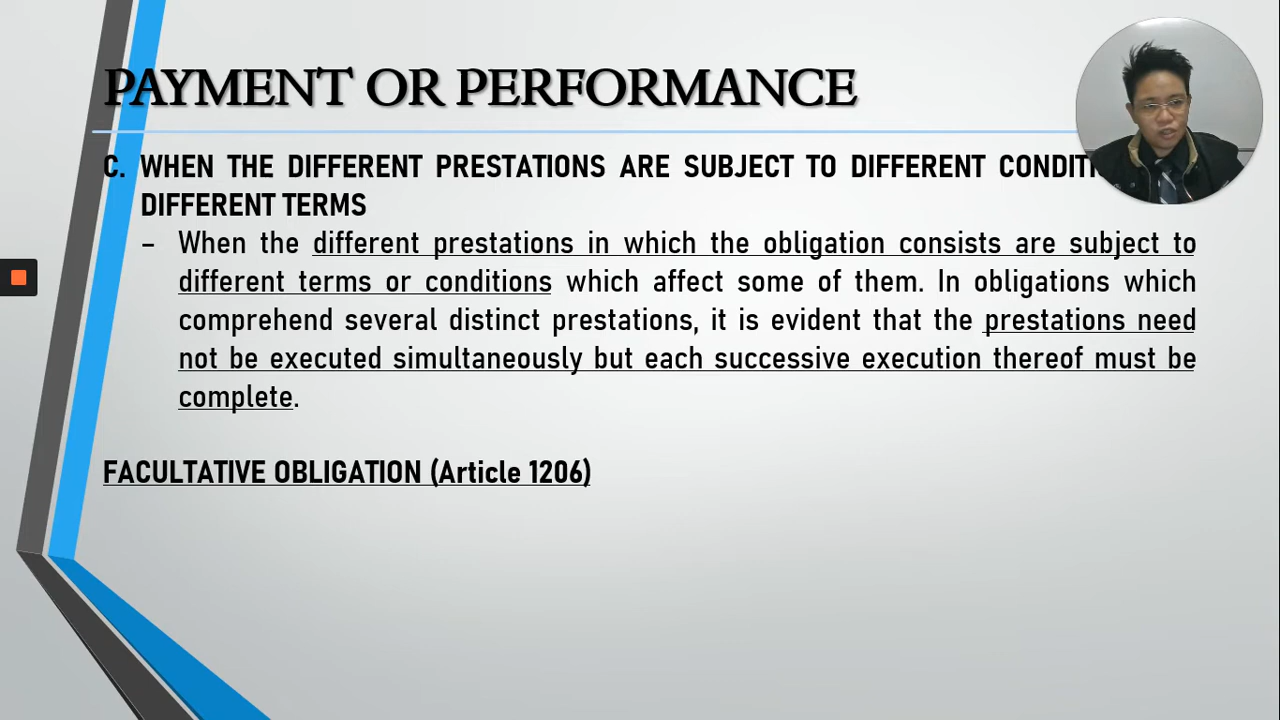 PAYMENT OR PERFORMANCE
C. WHEN THE DIFFERENT PRESTATIONS ARE SUBJECT TO DIFFERENT
DIFFERENT TERMS
– When the different prestations in which the obligation consists are subject to
different terms or conditions which affect some of them. In obligations which
comprehend several distinct prestations, it is evident that the prestations need
not be executed simultaneously but each successive execution thereof must be
complete.
FACULTATIVE OBLIGATION (Article 1206)